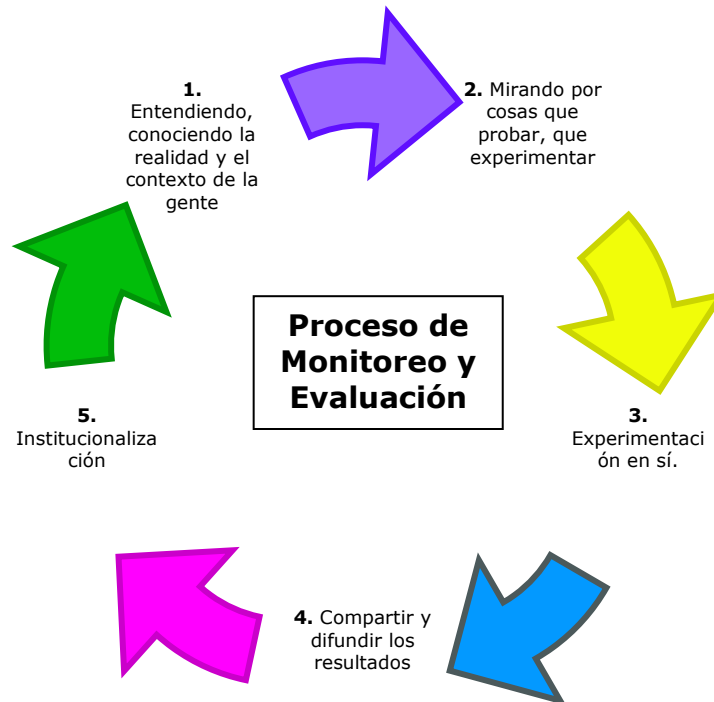 1.
Entendiendo,
conociendo la
realidad y el
contexto de la
gente
2. Mirando por
cosas que
probar, que
experimentar
Proceso de
Monitoreo y
Evaluación
3.
Experimentaci
ón en sí.
4. Compartir y
difundir los
resultados
5.
Institucionaliza
ción